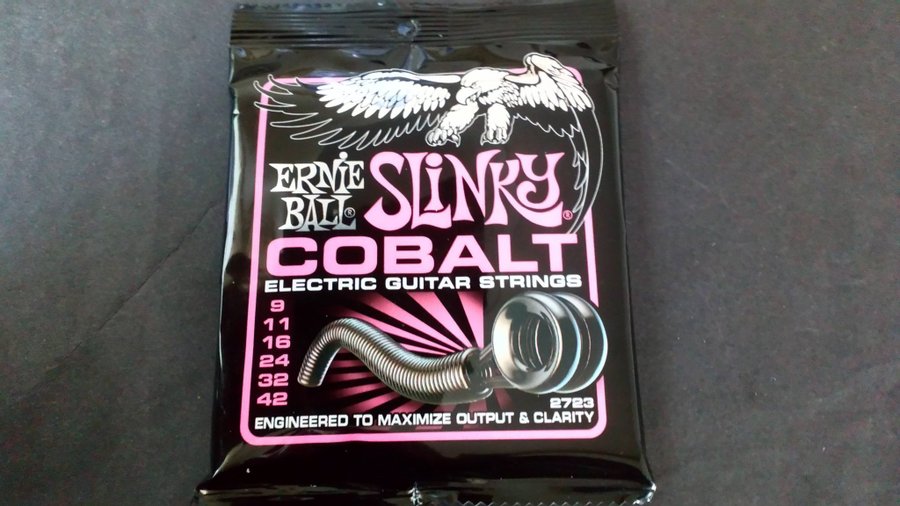 ERNIE BALL® SLINKY®
COBALT
ELECTRIC GUITAR STRINGS
9
11
16
24
32
42
2723
ENGINEERED TO MAXIMIZE OUTPUT & CLARITY